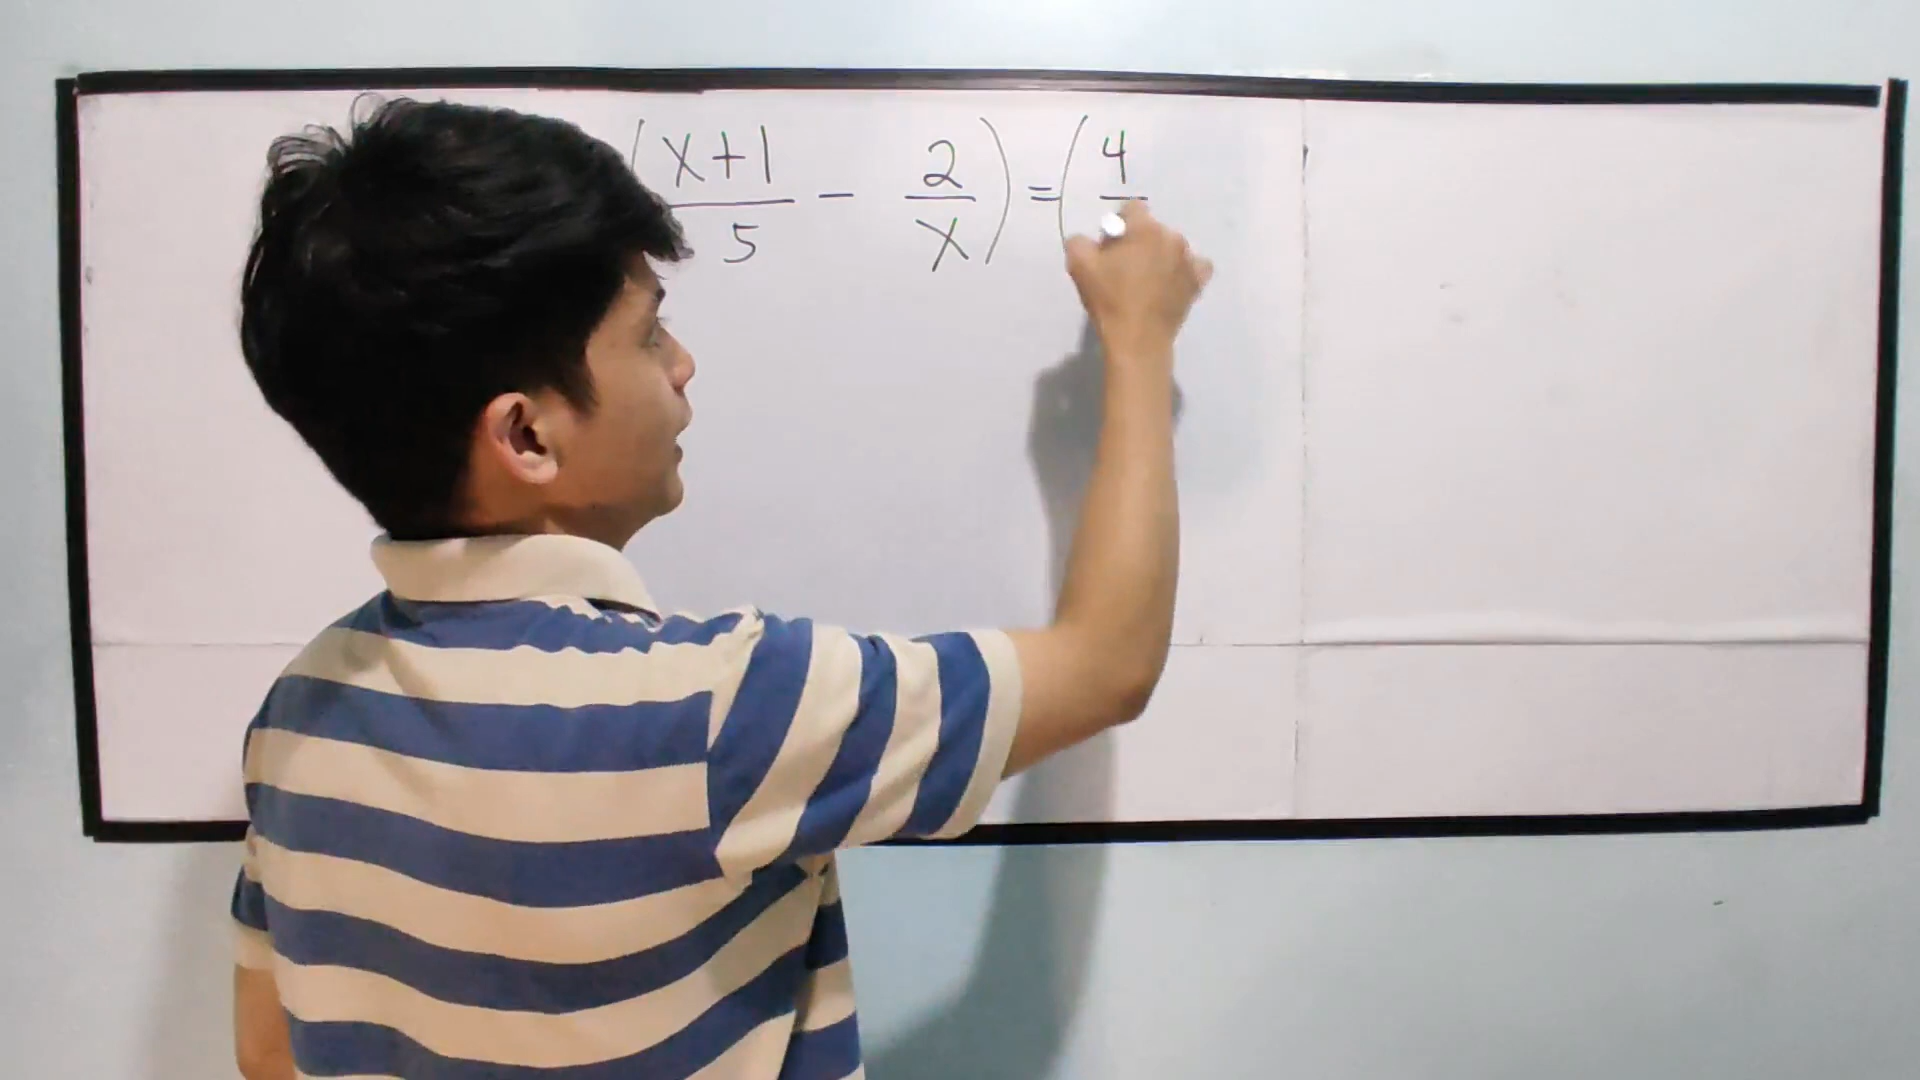 (x+1/5 - 2/x) = (4/